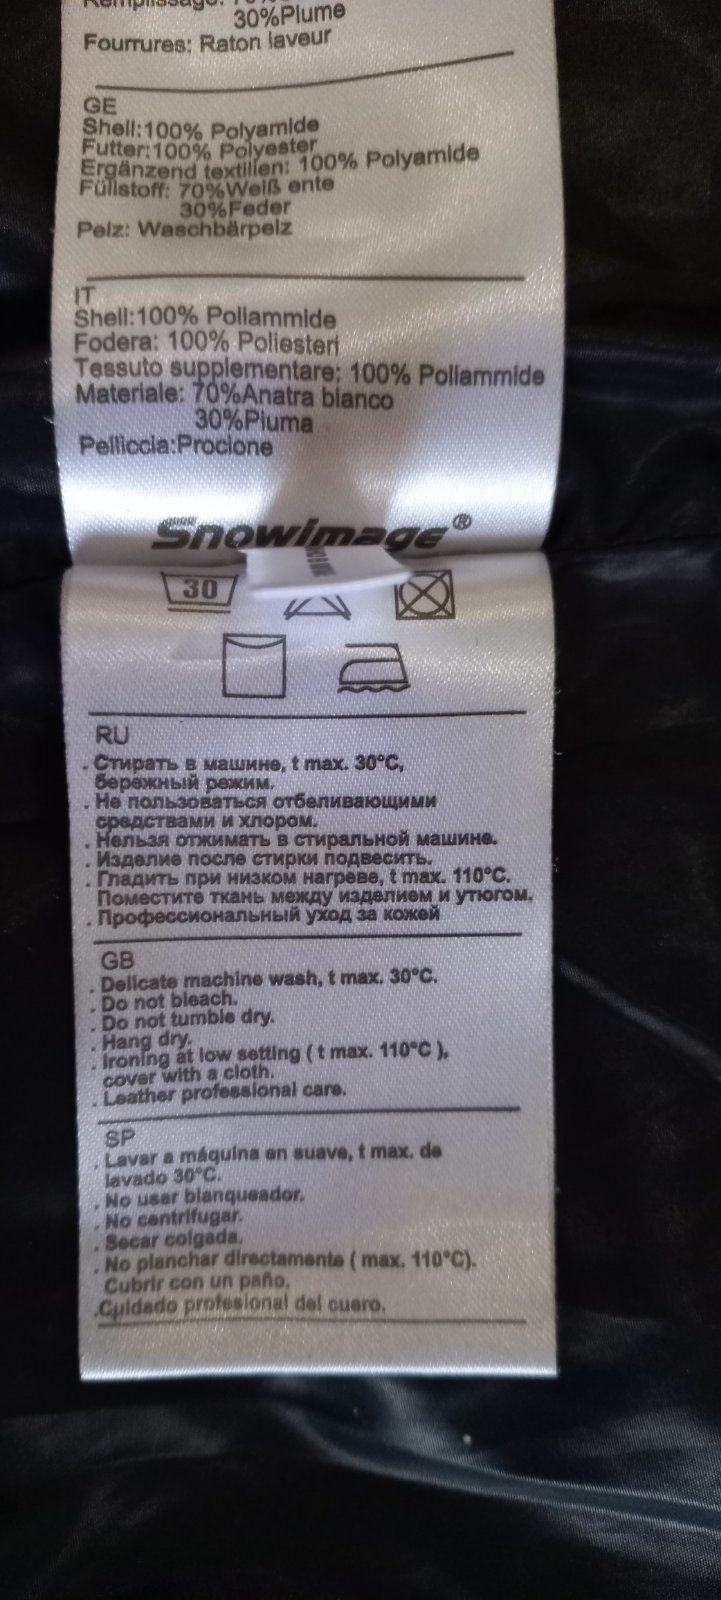 Remplissage: 70%
30%Plume
Fourrures: Raton laveur
GE
Shell:100% Polyamide
Futter:100% Polyester
Ergänzend textilien: 100% Polyamide
Füllstoff: 70%Weiß ente
30%Feder
Pelz: Waschbärpelz
IT
Shell:100% Poliammide
Fodera: 100% Poliesteri
Tessuto supplementare: 100% Poliammide
Materiale: 70%Anatra bianco
30%Piuma
Pelliccia:Procione
Snowimage®
30
RU
. Стирать в машине, t max. 30°C,
бережный режим.
. Не пользоваться отбеливающими
средствами и хлором.
. Нельзя отжимать в стиральной машине.
. Изделие после стирки подвесить.
. Гладить при низком нагреве, t max. 110°C.
Поместите ткань между изделием и утюгом.
. Профессиональный уход за кожей
GB
. Delicate machine wash, t max. 30°C.
. Do not bleach.
. Do not tumble dry.
. Hang dry.
. Ironing at low setting ( t max. 110°C ),
cover with a cloth.
. Leather professional care.
SP
. Lavar a máquina en suave, t max. de
lavado 30°C.
. No usar blanqueador.
. No centrifugar.
. Secar colgada.
. No planchar directamente ( max. 110°C).
Cubrir con un paño.
.Cuidado profesional del cuero.